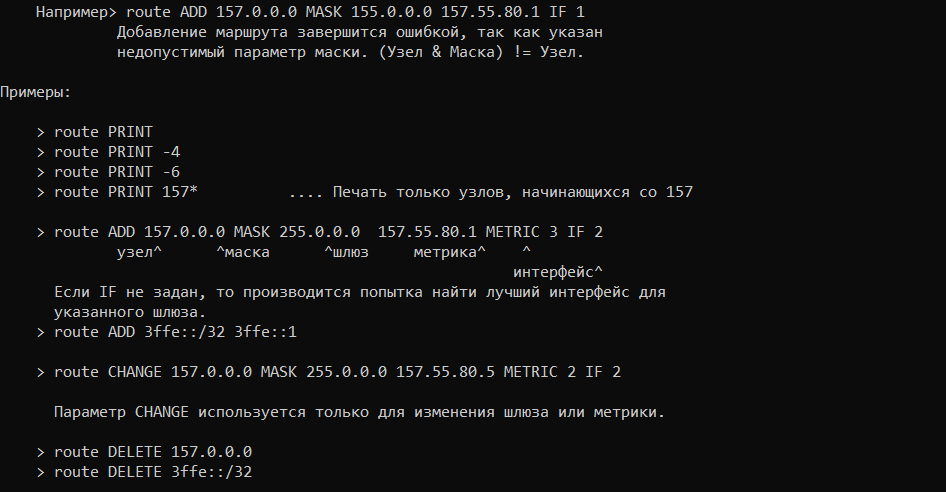 Например> route ADD 157.0.0.0 MASK 155.0.0.0 157.55.80.1 IF 1
Добавление маршрута завершится ошибкой, так как указан
недопустимый параметр маски. (Узел & Маска) != Узел.
Примеры:
> route PRINT
> route PRINT -4
> route PRINT -6
> route PRINT 157*          .... Печать только узлов, начинающихся со 157
> route ADD 157.0.0.0 MASK 255.0.0.0  157.55.80.1 METRIC 3 IF 2
узел^      ^маска      ^шлюз     метрика^    ^
интерфейс^
Если IF не задан, то производится попытка найти лучший интерфейс для
указанного шлюза.
> route ADD 3ffe::/32 3ffe::1
> route CHANGE 157.0.0.0 MASK 255.0.0.0 157.55.80.5 METRIC 2 IF 2
Параметр CHANGE используется только для изменения шлюза или метрики.
> route DELETE 157.0.0.0
> route DELETE 3ffe::/32